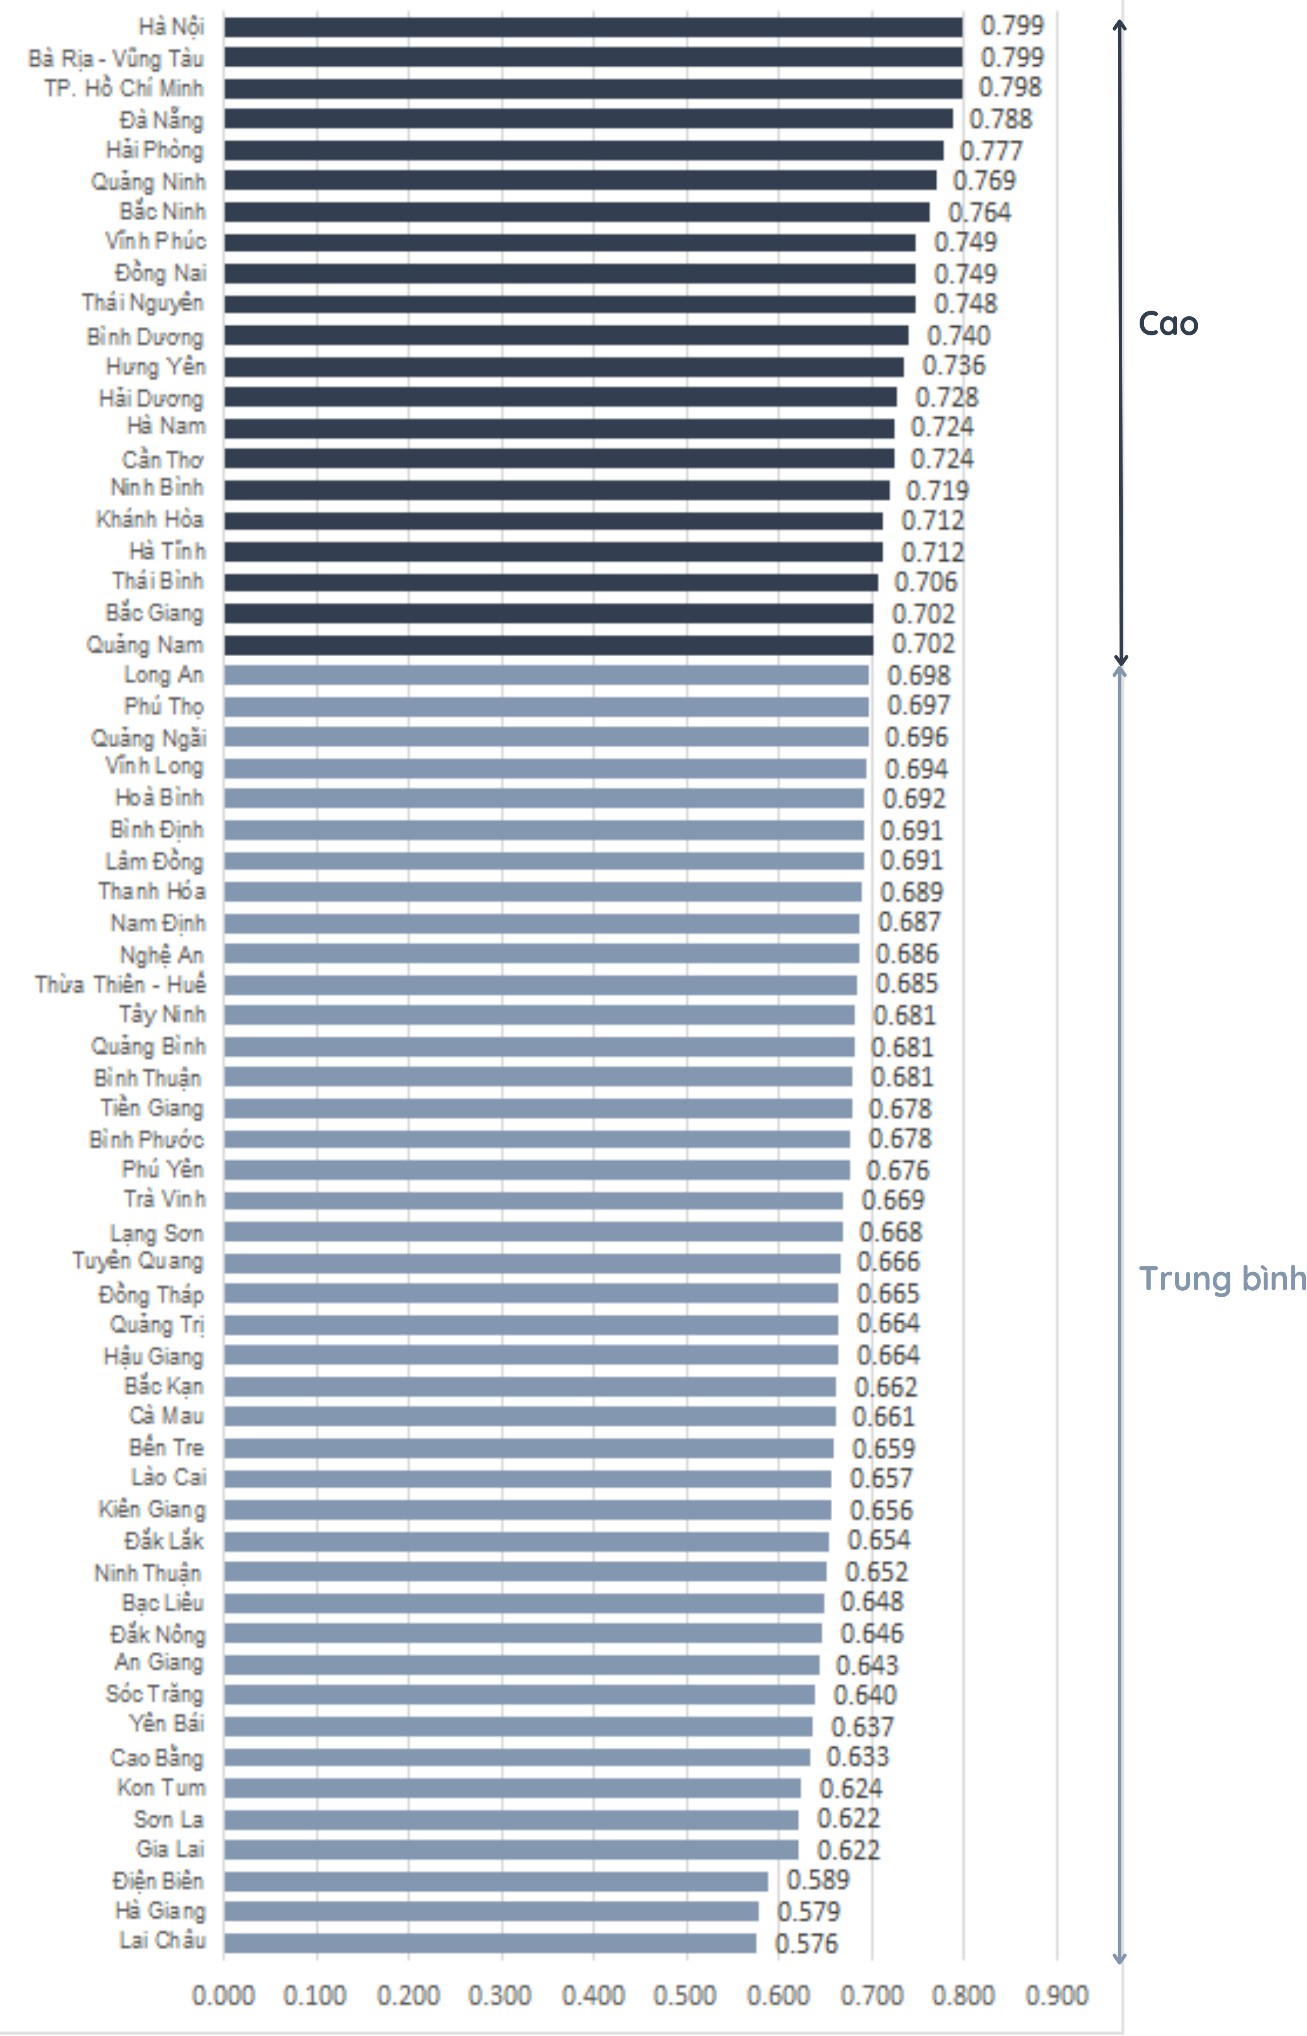 Hà Nội 0.799
Bà Rịa - Vũng Tàu 0.799
TP. Hồ Chí Minh 0.798
Đà Nẵng 0.788
Hải Phòng 0.777
Quảng Ninh 0.769
Bắc Ninh 0.764
Vĩnh Phúc 0.749
Đồng Nai 0.749
Thái Nguyên 0.748
Cao
Bình Dương 0.740
Hưng Yên 0.736
Hải Dương 0.728
Hà Nam 0.724
Cần Thơ 0.724
Ninh Bình 0.719
Khánh Hòa 0.712
Hà Tĩnh 0.712
Thái Bình 0.706
Bắc Giang 0.702
Quảng Nam 0.702
Long An 0.698
Phú Thọ 0.697
Quảng Ngãi 0.696
Vĩnh Long 0.694
Hoà Bình 0.692
Bình Định 0.691
Lâm Đồng 0.691
Thanh Hóa 0.689
Nam Định 0.687
Nghệ An 0.686
Thừa Thiên - Huế 0.685
Tây Ninh 0.681
Quảng Bình 0.681
Bình Thuận 0.681
Tiền Giang 0.678
Bình Phước 0.678
Phú Yên 0.676
Trà Vinh 0.669
Lạng Sơn 0.668
Tuyên Quang 0.666
Trung bình
Đồng Tháp 0.665
Quảng Trị 0.664
Hậu Giang 0.664
Bắc Kạn 0.662
Cà Mau 0.661
Bến Tre 0.659
Lào Cai 0.657
Kiên Giang 0.656
Đắk Lắk 0.654
Ninh Thuận 0.652
Bạc Liêu 0.648
Đắk Nông 0.646
An Giang 0.643
Sóc Trăng 0.640
Yên Bái 0.637
Cao Bằng 0.633
Kon Tum 0.624
Sơn La 0.622
Gia Lai 0.622
Điện Biên 0.589
Hà Giang 0.579
Lai Châu 0.576
0.000 0.100 0.200 0.300 0.400 0.500 0.600 0.700 0.800 0.900